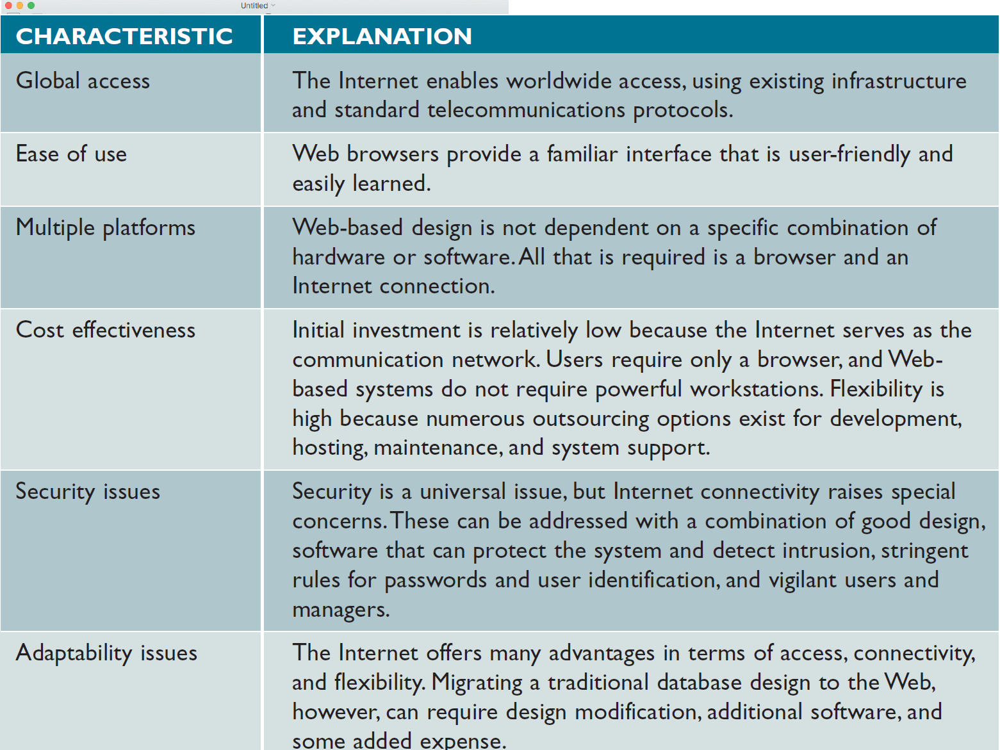 Untitled
CHARACTERISTIC
EXPLANATION
Global access
The Internet enables worldwide access, using existing infrastructure
and standard telecommunications protocols.
Ease of use
Web browsers provide a familiar interface that is user-friendly and
easily learned.
Multiple platforms
Web-based design is not dependent on a specific combination of
hardware or software. All that is required is a browser and an
Internet connection.
Cost effectiveness
Initial investment is relatively low because the Internet serves as the
communication network. Users require only a browser, and Web-
based systems do not require powerful workstations. Flexibility is
high because numerous outsourcing options exist for development,
hosting, maintenance, and system support.
Security issues
Security is a universal issue, but Internet connectivity raises special
concerns. These can be addressed with a combination of good design,
software that can protect the system and detect intrusion, stringent
rules for passwords and user identification, and vigilant users and
managers.
Adaptability issues
The Internet offers many advantages in terms of access, connectivity,
and flexibility. Migrating a traditional database design to the Web,
however, can require design modification, additional software, and
some added expense.